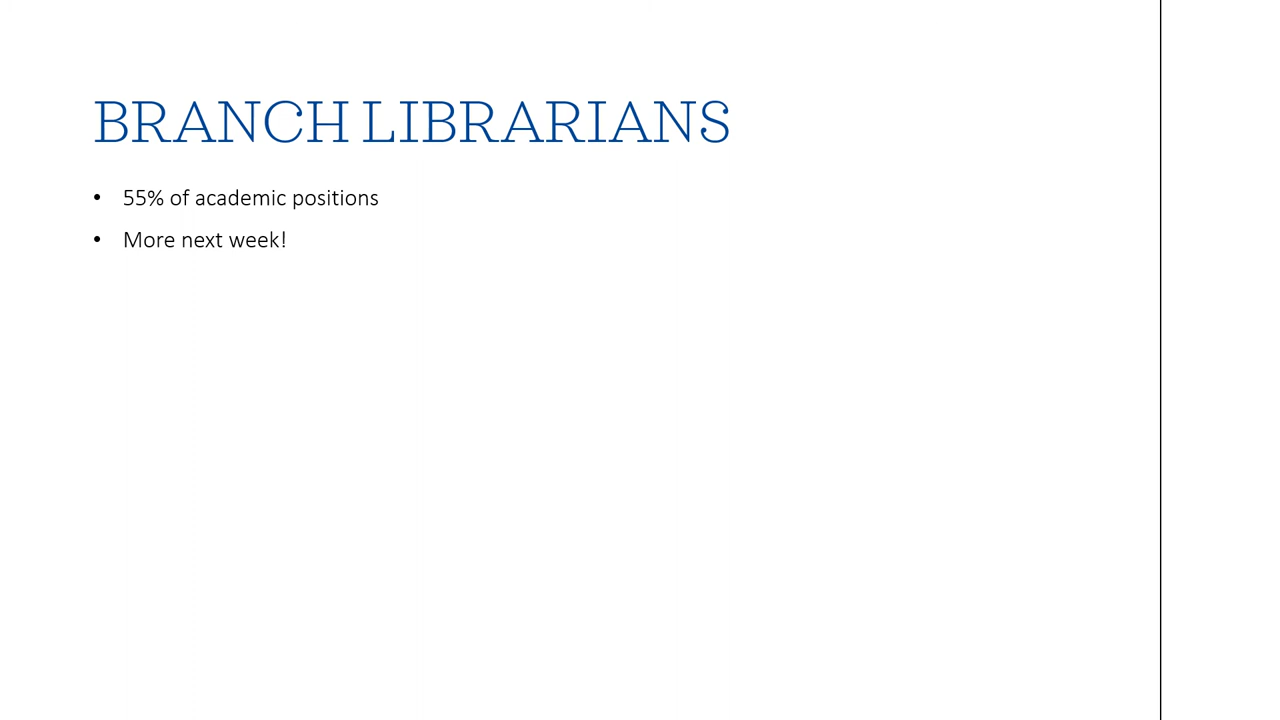 BRANCH LIBRARIANS
• 55% of academic positions
• More next week!